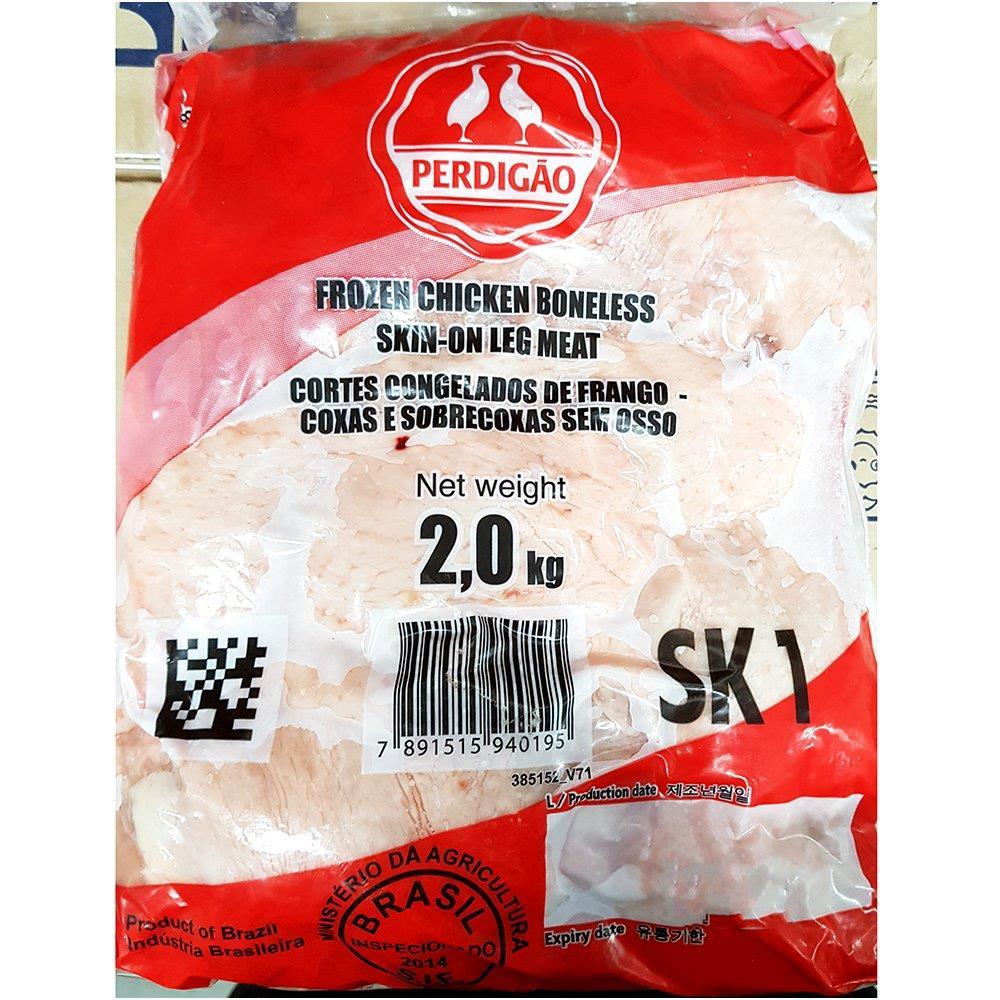 PERDIGÃO
FROZEN CHICKEN BONELESS
SKIN-ON LEG MEAT
CORTES CONGELADOS DE FRANGO -
COXAS E SOBRECOXAS SEM OSSO
Net weight
2,0 kg
SK 1
7 891515 940195
385152_V71
L / Production date 제조년월일
MINISTÉRIO DA AGRICULTURA
BRASIL
2014
S.I.F.
Product of Brazil
Indústria Brasileira
Expiry date 유통기한